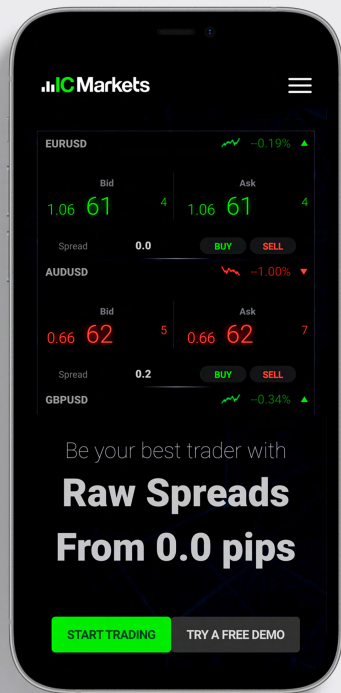 ICMarkets
EURUSD --0.19%
Bid Ask
1.06 61 4 1.06 61 4
Spread 0.0 BUY SELL
AUDUSD --1.00%
Bid Ask
0.66 62 5 0.66 62 7
Spread 0.2 BUY SELL
GBPUSD --0.34%
Be your best trader with
Raw Spreads
From 0.0 pips
START TRADING TRY A FREE DEMO